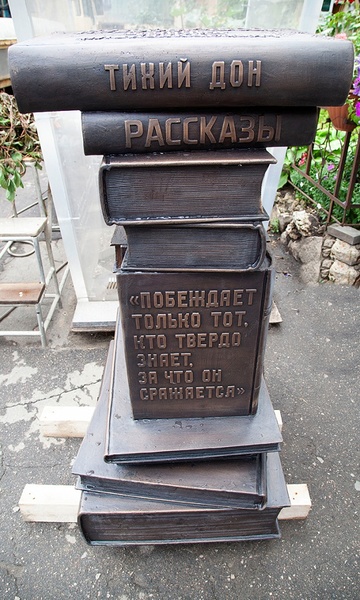 ТИХИЙ ДОН
РАССКАЗЫ
«ПОБЕЖДАЕТ
ТОЛЬКО ТОТ,
КТО ТВЕРДО
ЗНАЕТ,
ЗА ЧТО ОН
СРАЖАЕТСЯ»